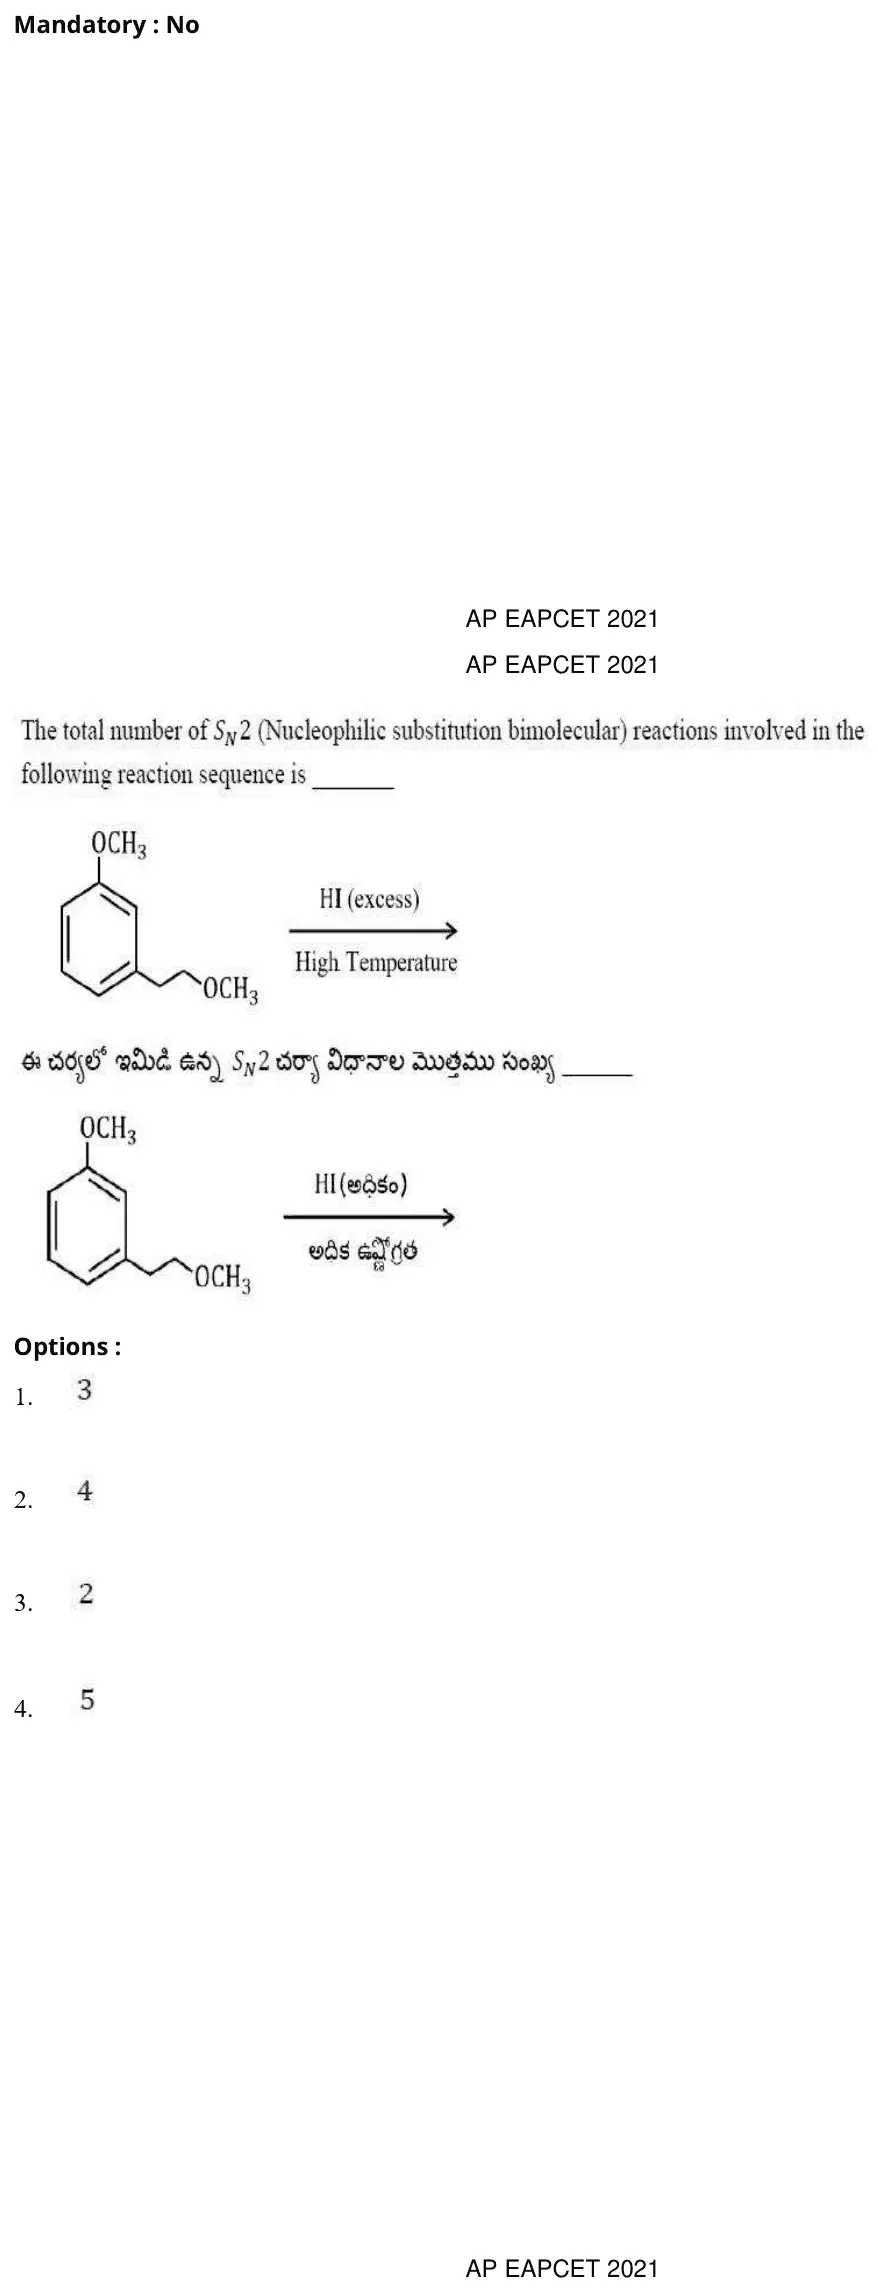 Mandatory : No
AP EAPCET 2021
AP EAPCET 2021
The total number of S_N2 (Nucleophilic substitution bimolecular) reactions involved in the
following reaction sequence is ______
OCH₃
HI (excess)
High Temperature
OCH₃
ఈ చర్యలో ఇమిడి ఉన్న S_N2 చర్యా విధానాల మొత్తము సంఖ్య _____
OCH₃
HI (అధికం)
అధిక ఉష్ణోగ్రత
OCH₃
Options :
1. 3
2. 4
3. 2
4. 5
AP EAPCET 2021